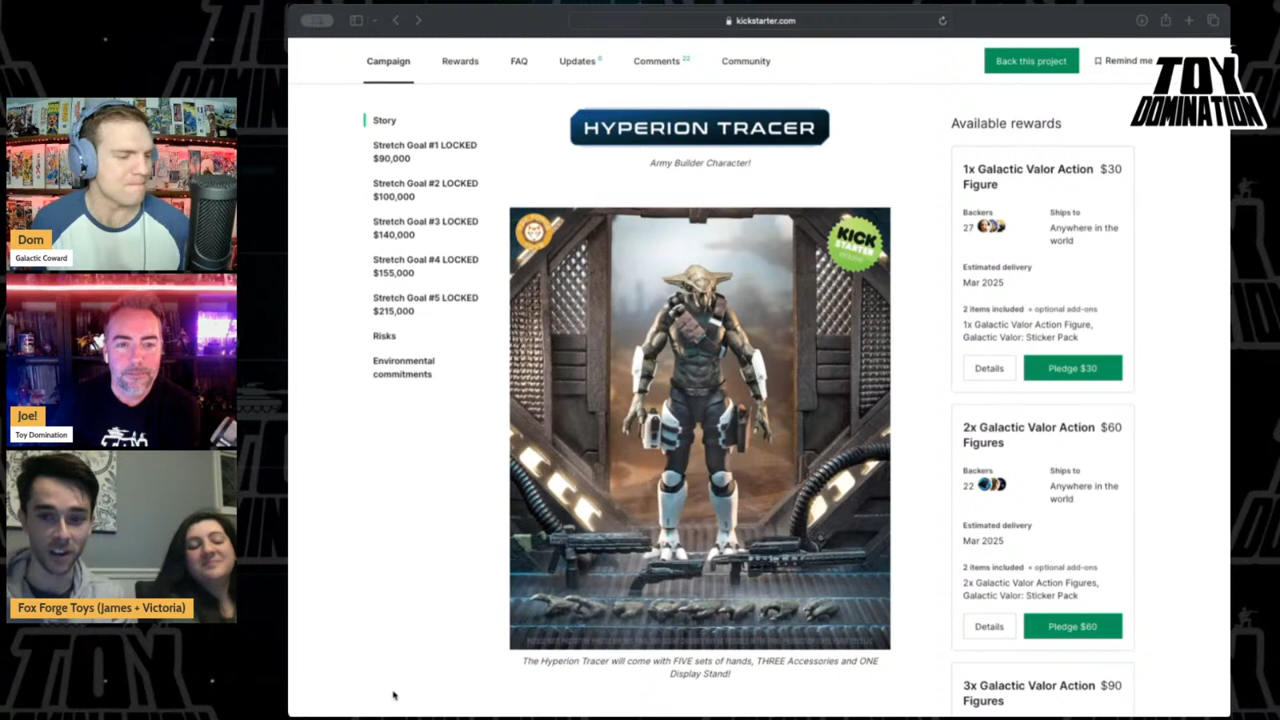 kickstarter.com
Campaign
Rewards
FAQ
Updates 0
Comments 22
Community
Back this project
Remind me
TOY
DOMINATION
Story
Stretch Goal #1 LOCKED
$90,000
Stretch Goal #2 LOCKED
$100,000
Stretch Goal #3 LOCKED
$140,000
Stretch Goal #4 LOCKED
$155,000
Stretch Goal #5 LOCKED
$215,000
Risks
Environmental
commitments
HYPERION TRACER
Army Builder Character!
KICK
STARTER
The Hyperion Tracer will come with FIVE sets of hands, THREE Accessories and ONE
Display Stand!
Available rewards
1x Galactic Valor Action $30
Figure
Backers
27
Ships to
Anywhere in the
world
Estimated delivery
Mar 2025
2 items included + optional add-ons
1x Galactic Valor Action Figure,
Galactic Valor: Sticker Pack
Details
Pledge $30
2x Galactic Valor Action $60
Figures
Backers
22
Ships to
Anywhere in the
world
Estimated delivery
Mar 2025
2 items included + optional add-ons
2x Galactic Valor Action Figures,
Galactic Valor: Sticker Pack
Details
Pledge $60
3x Galactic Valor Action $90
Figures
Dom
Galactic Coward
Joe!
Toy Domination
Fox Forge Toys (James + Victoria)